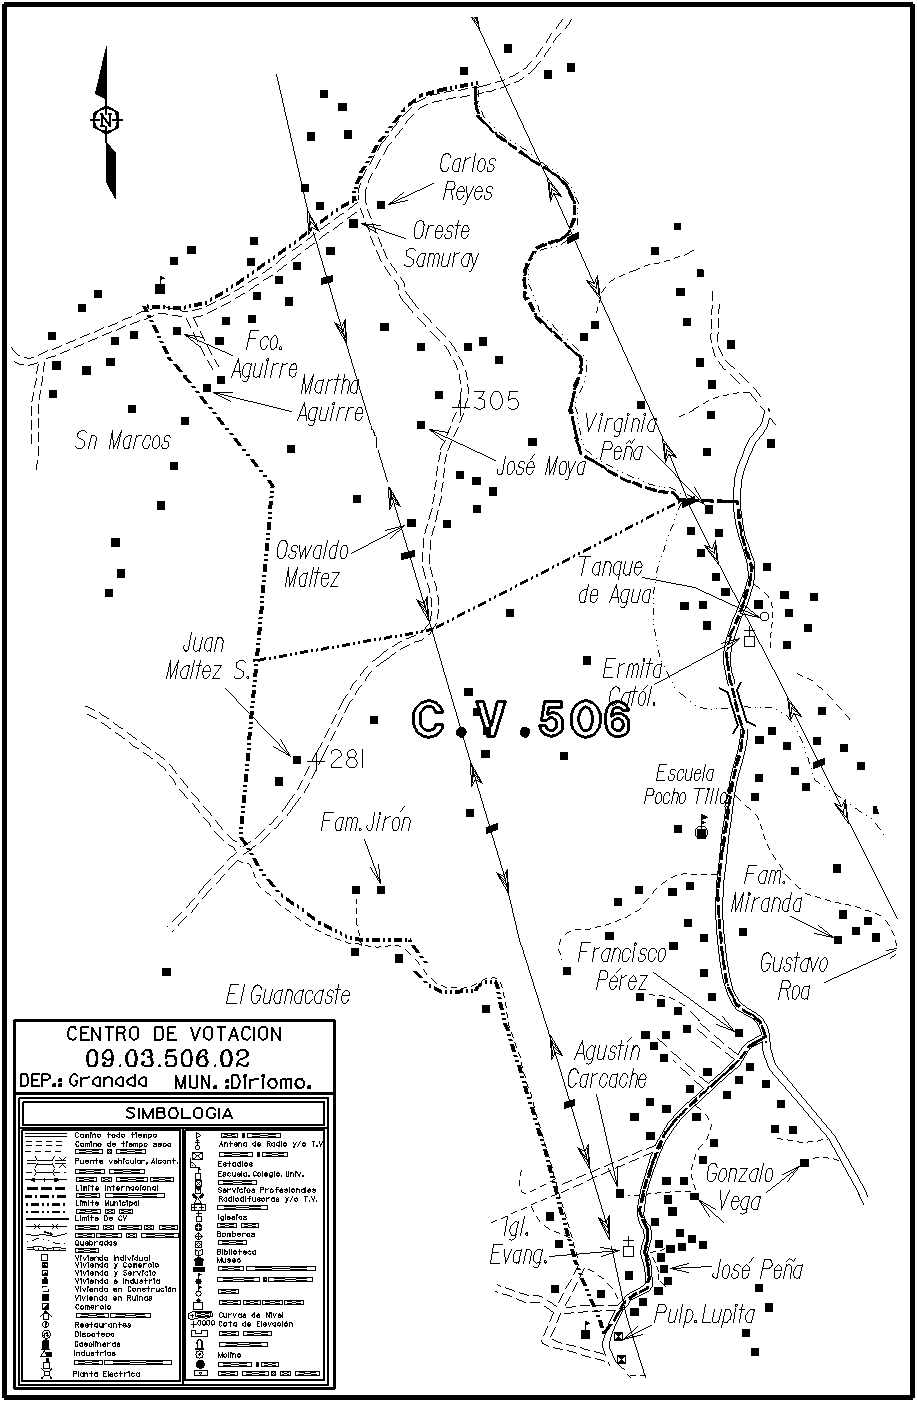 N
Carlos
Reyes
Oreste
Samuray
Fco.
Aguirre
Martha
Aguirre
305
Sn Marcos
Virginia
Peña
José Moya
Oswaldo
Maltez
Tanque
de Agua
Juan
Maltez S.
Ermita
Catól.
C.V.506
281
Escuela
Pocho Tilla
Fam. Jirón
Fam.
Miranda
Francisco
Pérez
Gustavo
Roa
El Guanacaste
Agustín
Carcache
Gonzalo
Vega
Igl.
Evang.
José Peña
Pulp. Lupita
CENTRO DE VOTACION
09.03.506.02
DEP.: Granada MUN.:Diriomo.
SIMBOLOGIA
Camino todo tiempo
Camino de tiempo seco
Puente vehicular, Alcant.
Limite Internacional
Limite Municipal
Limite De CV
Quebradas
Vivienda Individual
Vivienda y Comercio
Vivienda y Servicio
Vivienda e Industria
Vivienda en Construcción
Vivienda en Ruinas
Comercio
Restaurantes
Discoteca
Gasolineras
Industrias
Planta Electrica
Antena de Radio y/o T.V
Estadios
Escuela, Colegio, Univ.
Servicios Profesionales
Radiodifusoras y/o T.V.
Iglesias
Bomberos
Biblioteca
Museo
Curvas de Nivel
Cota de Elevación
Molino